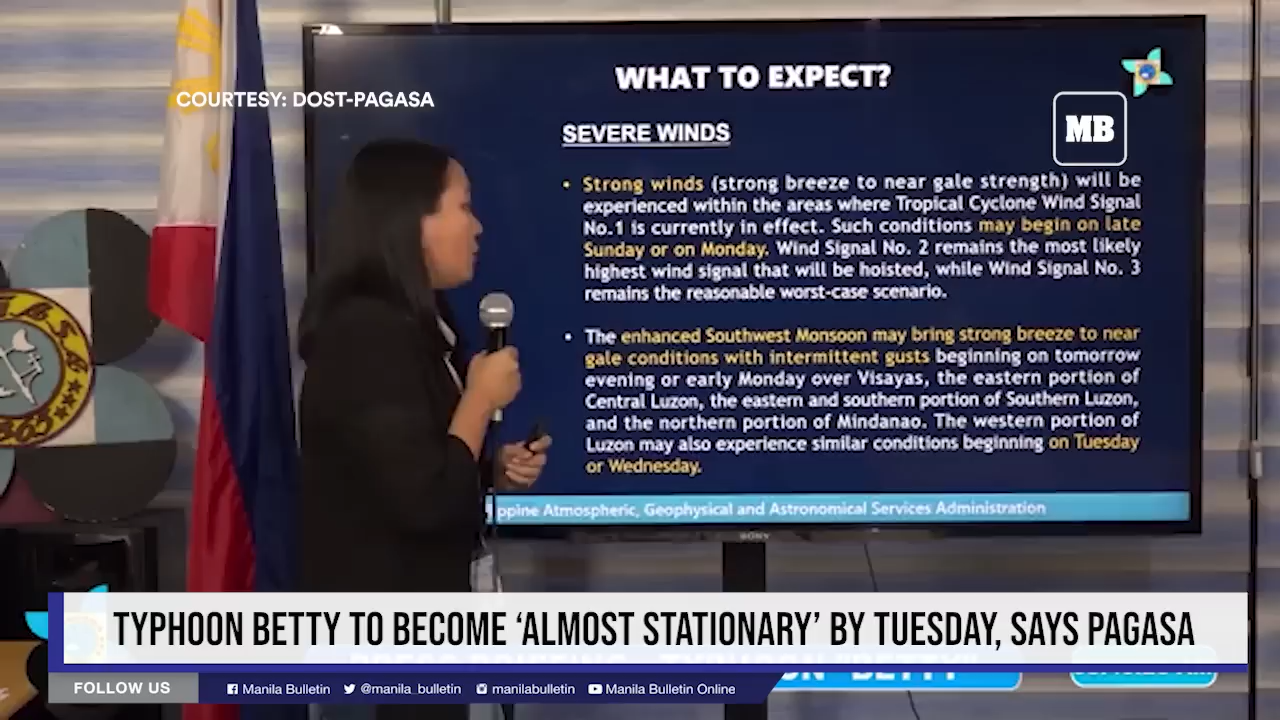 WHAT TO EXPECT?
COURTESY: DOST-PAGASA
MB
SEVERE WINDS
• Strong winds (strong breeze to near gale strength) will be
experienced within the areas where Tropical Cyclone Wind Signal
No.1 is currently in effect. Such conditions may begin on late
Sunday or on Monday. Wind Signal No. 2 remains the most likely
highest wind signal that will be hoisted, while Wind Signal No. 3
remains the reasonable worst-case scenario.
• The enhanced Southwest Monsoon may bring strong breeze to near
gale conditions with intermittent gusts beginning on tomorrow
evening or early Monday over Visayas, the eastern portion of
Central Luzon, the eastern and southern portion of Southern Luzon,
and the northern portion of Mindanao. The western portion of
Luzon may also experience similar conditions beginning on Tuesday
or Wednesday.
ppine Atmospheric, Geophysical and Astronomical Services Administration
SONY
TYPHOON BETTY TO BECOME ‘ALMOST STATIONARY’ BY TUESDAY, SAYS PAGASA
FOLLOW US
Manila Bulletin @manila_bulletin manilabulletin Manila Bulletin Online